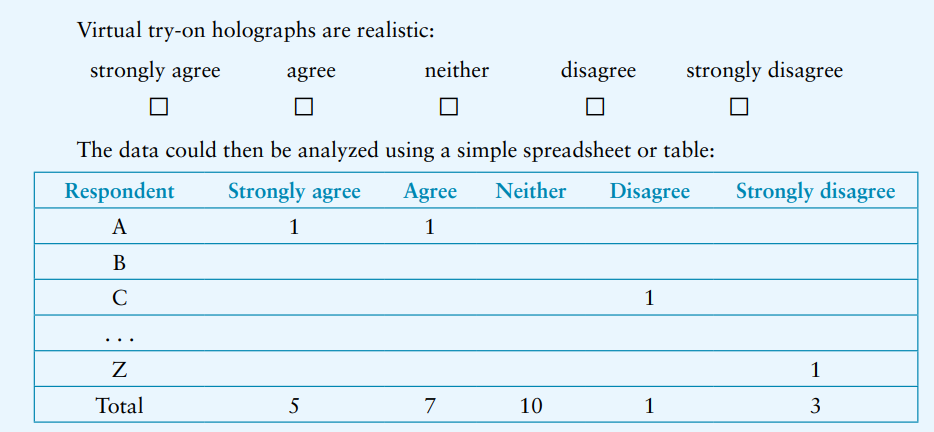 Virtual try-on holographs are realistic:
strongly agree agree neither disagree strongly disagree
The data could then be analyzed using a simple spreadsheet or table:
Respondent Strongly agree Agree Neither Disagree Strongly disagree
A 1 1
B
C 1
. . .
Z 1
Total 5 7 10 1 3